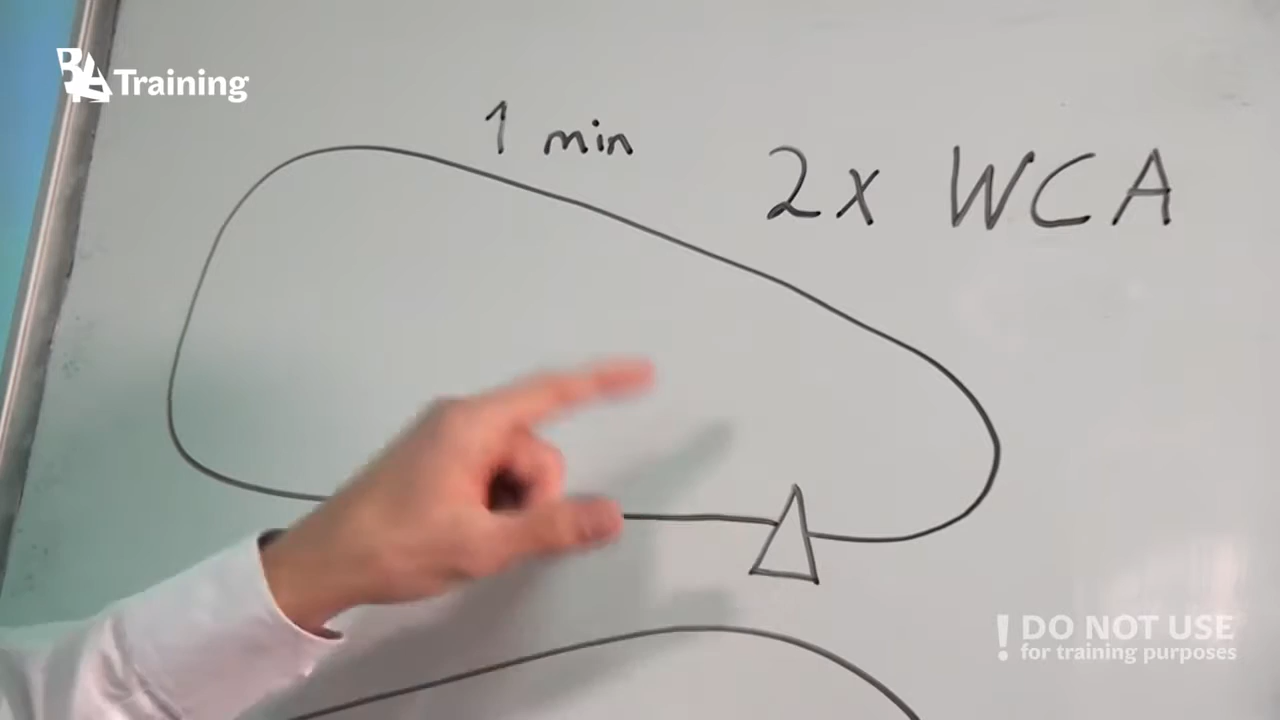 BAA Training
1 min
2x WCA
! DO NOT USE
for training purposes